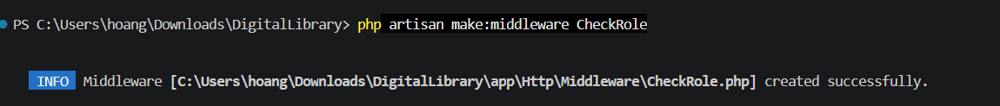 PS C:\Users\hoang\Downloads\DigitalLibrary> php artisan make:middleware CheckRole
INFO Middleware [C:\Users\hoang\Downloads\DigitalLibrary\app\Http\Middleware\CheckRole.php] created successfully.